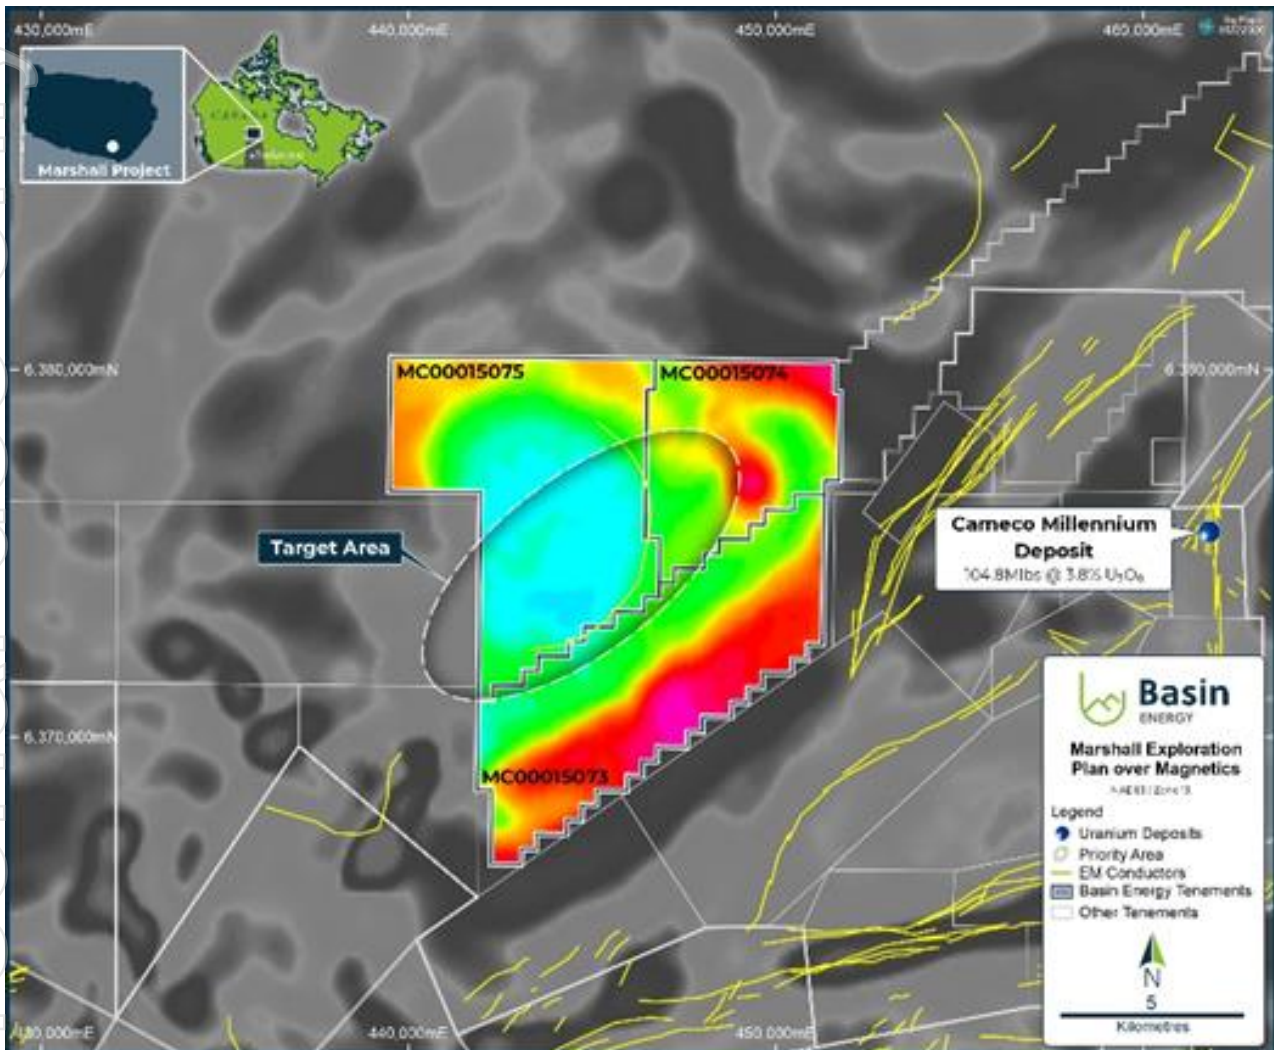 430,000mE
440,000mE
450,000mE
460,000mE
CANADA
Marshall Project
6,380,000mN
MC00015075
MC00015074
6,380,000mN
Target Area
Cameco Millennium
Deposit
104.8Mlbs @ 3.8% U₃O₈
6,370,000mN
MC00015073
Basin
ENERGY
Marshall Exploration
Plan over Magnetics
Legend
Uranium Deposits
Priority Area
EM Conductors
Basin Energy Tenements
Other Tenements
N
5
Kilometres
430,000mE
440,000mE
450,000mE